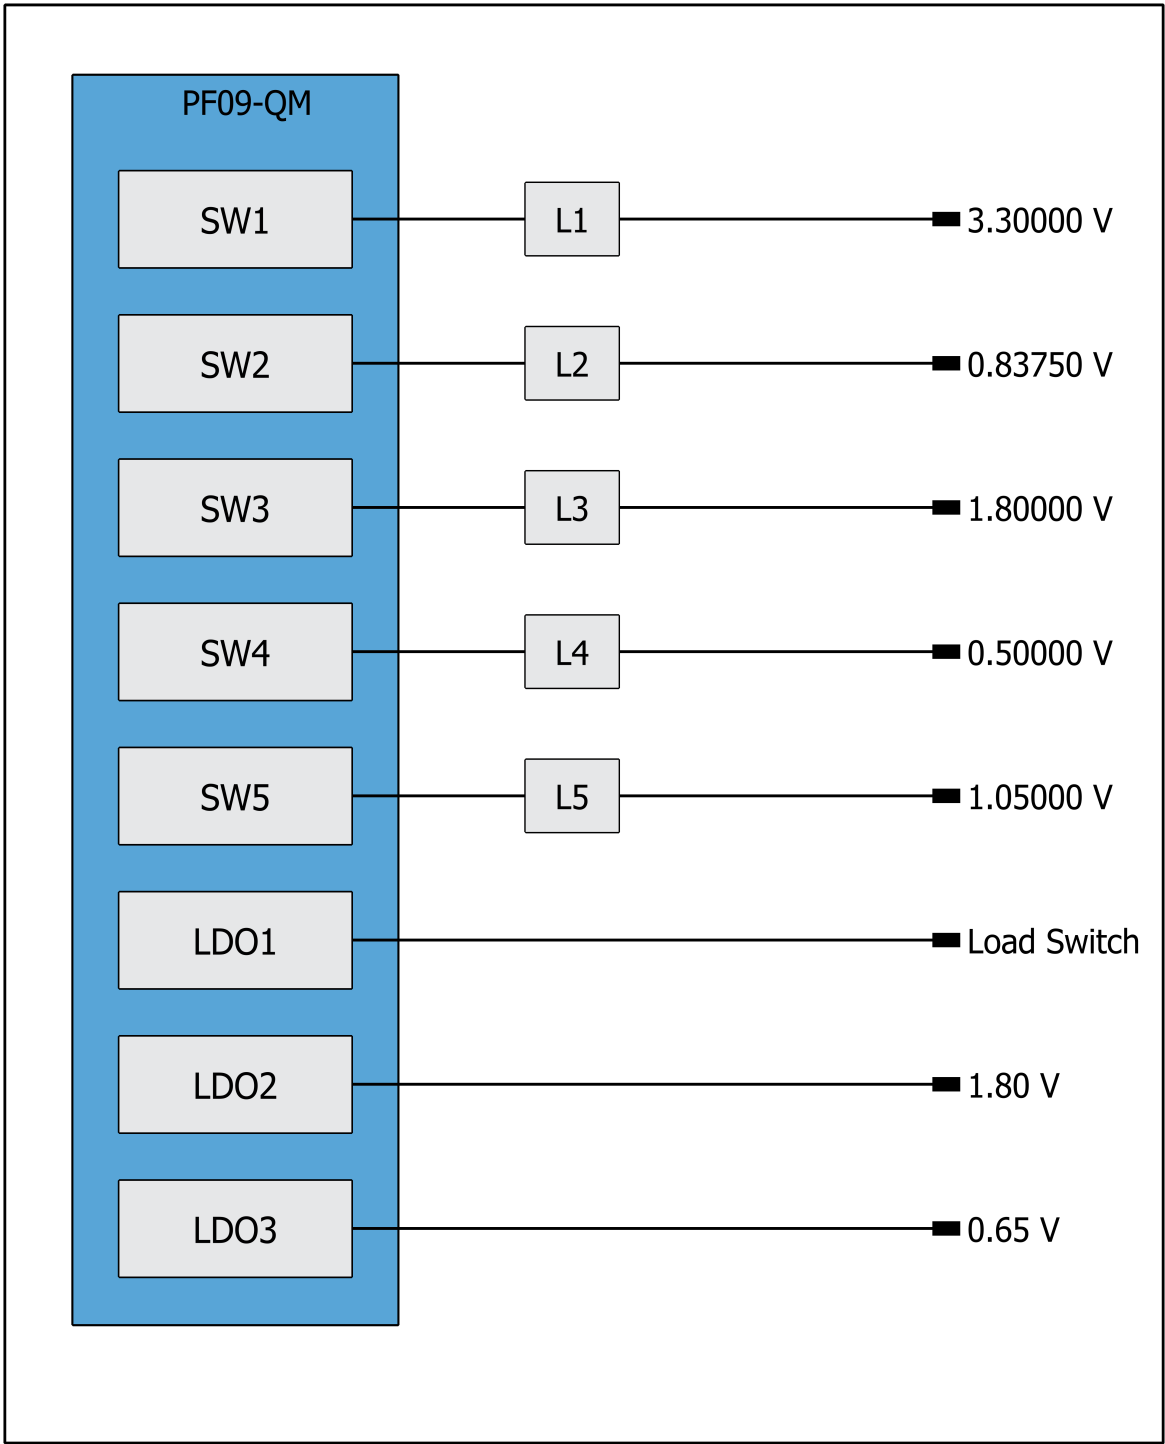 PF09-QM
SW1 L1 3.30000 V
SW2 L2 0.83750 V
SW3 L3 1.80000 V
SW4 L4 0.50000 V
SW5 L5 1.05000 V
LDO1 Load Switch
LDO2 1.80 V
LDO3 0.65 V